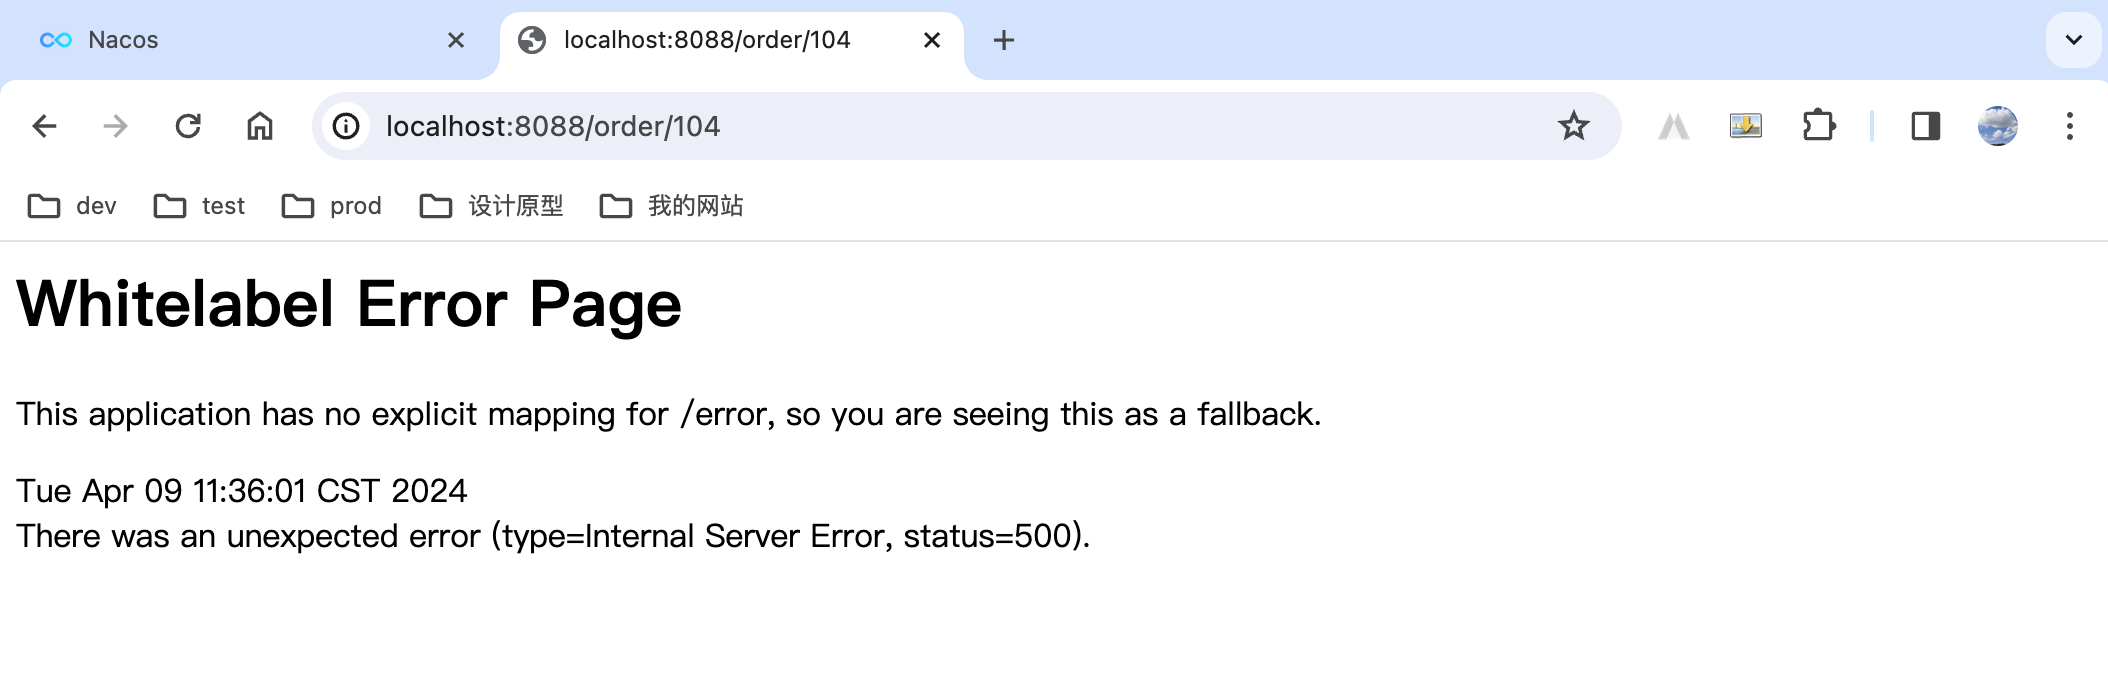 Nacos
localhost:8088/order/104
localhost:8088/order/104
dev
test
prod
设计原型
我的网站
Whitelabel Error Page
This application has no explicit mapping for /error, so you are seeing this as a fallback.
Tue Apr 09 11:36:01 CST 2024
There was an unexpected error (type=Internal Server Error, status=500).